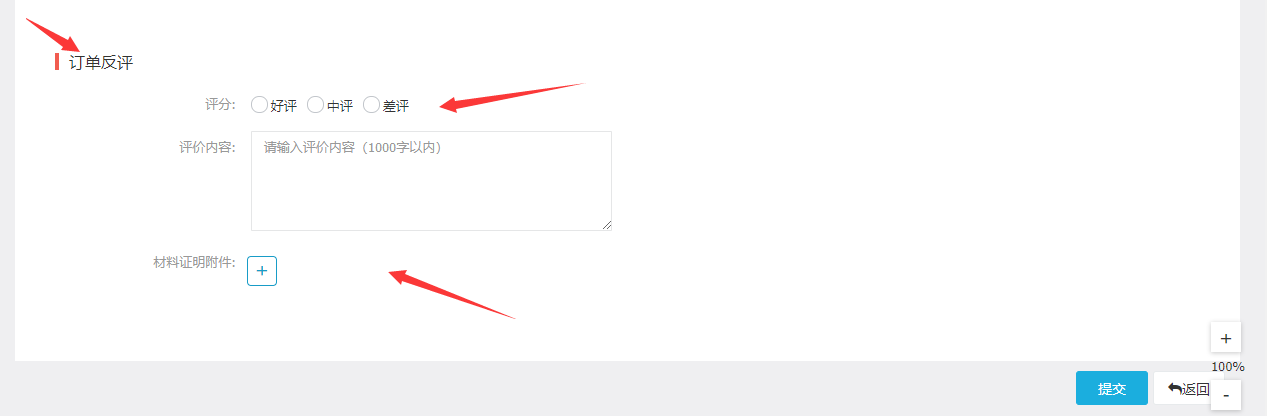 订单反评
评分: 好评 中评 差评
评价内容: 请输入评价内容（1000字以内）
材料证明附件: +
+
100%
提交 返回 -